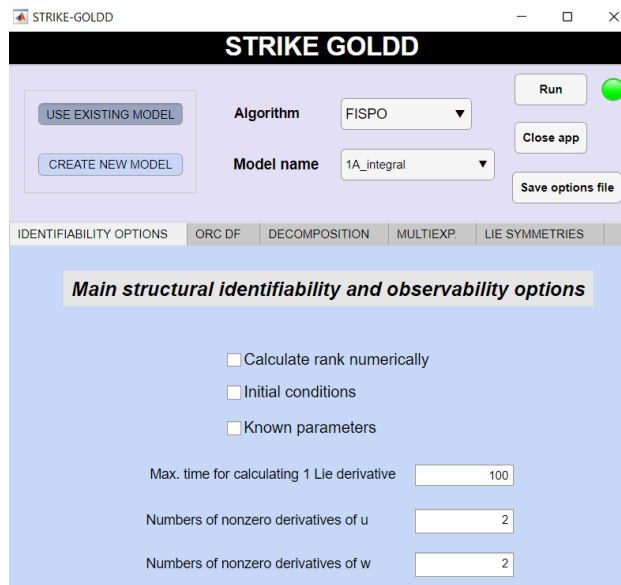 STRIKE-GOLDD
STRIKE GOLDD
USE EXISTING MODEL
CREATE NEW MODEL
Algorithm
FISPO
Model name
1A_integral
Run
Close app
Save options file
IDENTIFIABILITY OPTIONS
ORC DF
DECOMPOSITION
MULTIEXP.
LIE SYMMETRIES
Main structural identifiability and observability options
Calculate rank numerically
Initial conditions
Known parameters
Max. time for calculating 1 Lie derivative
100
Numbers of nonzero derivatives of u
2
Numbers of nonzero derivatives of w
2